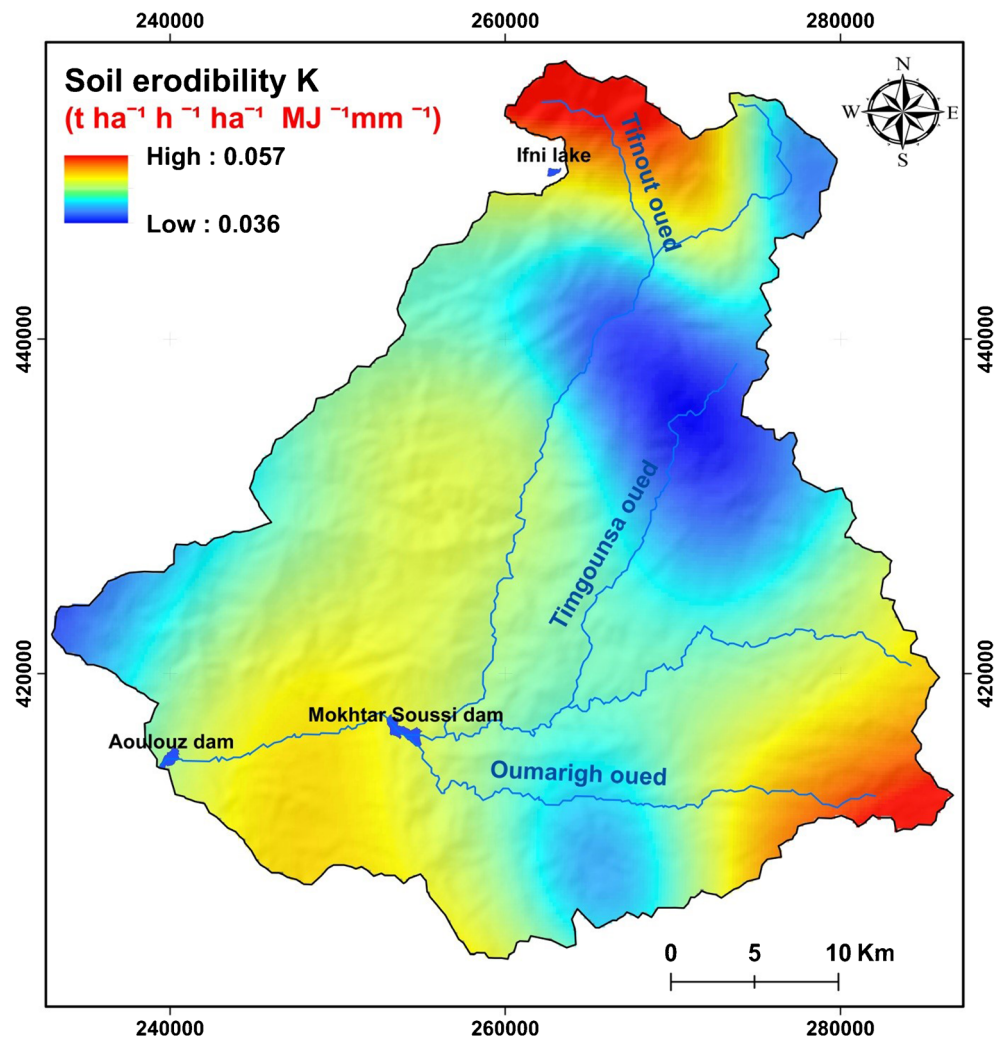 240000 260000 280000
Soil erodibility K
(t ha⁻¹ h ⁻¹ ha⁻¹ MJ ⁻¹mm ⁻¹)
High : 0.057
Low : 0.036
N
W E
S
Ifni lake
Tifnout oued
440000 440000
Timgounsa oued
420000 420000
Mokhtar Soussi dam
Aoulouz dam
Oumarigh oued
0 5 10 Km
240000 260000 280000